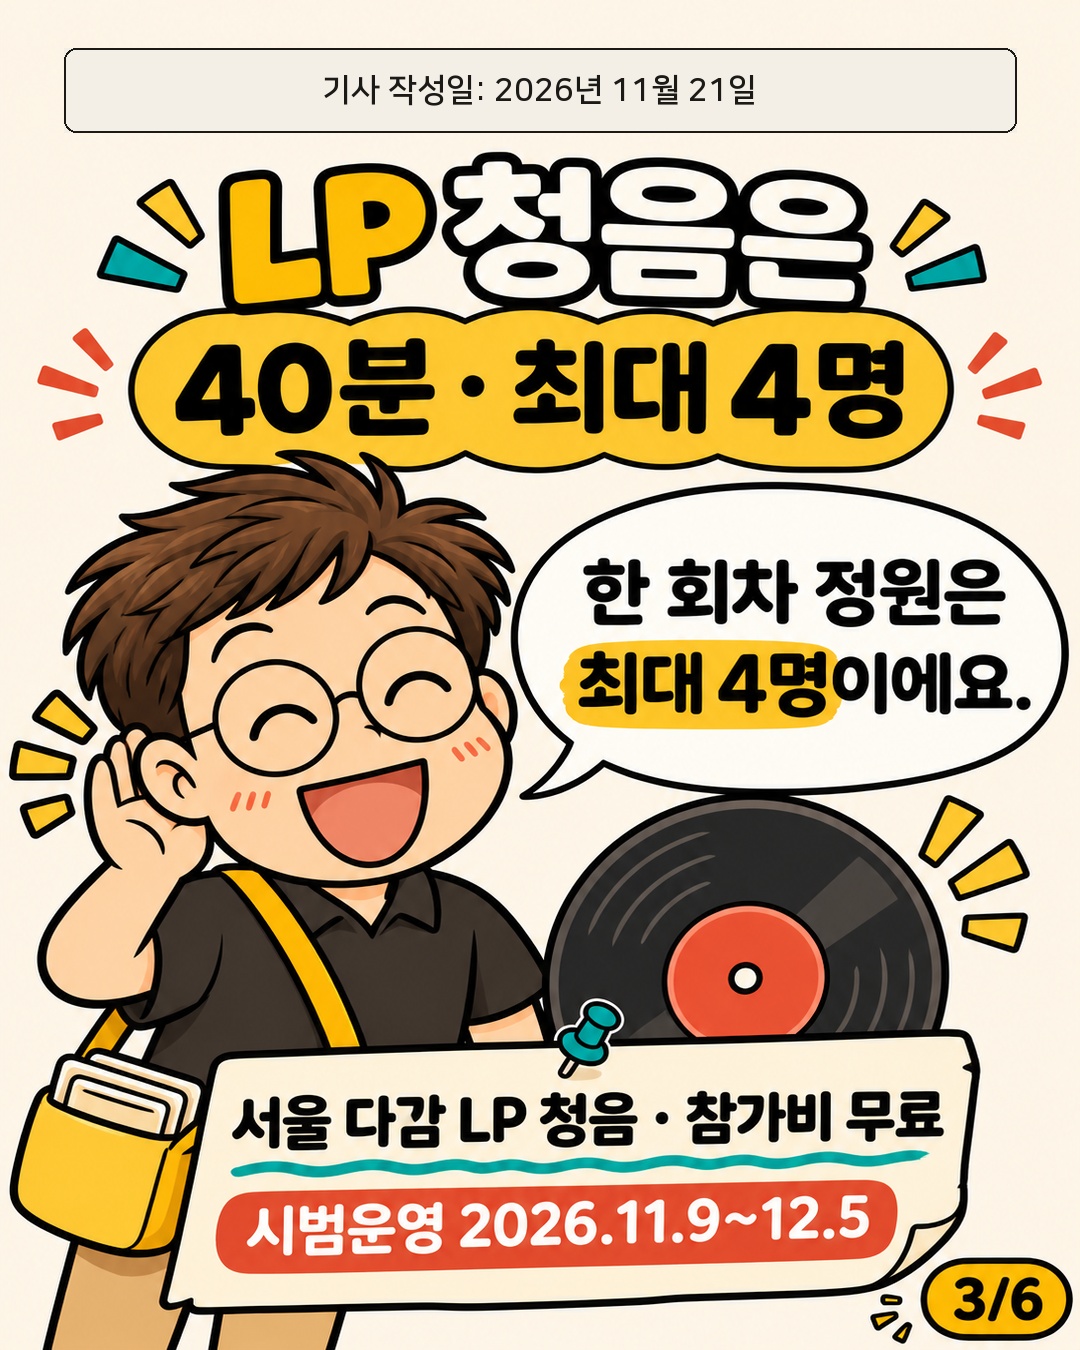 기사 작성일: 2026년 11월 21일
LP 청음은
40분 · 최대 4명
한 회차 정원은
최대 4명이에요.
서울 다감 LP 청음 · 참가비 무료
시범운영 2026.11.9~12.5
3/6